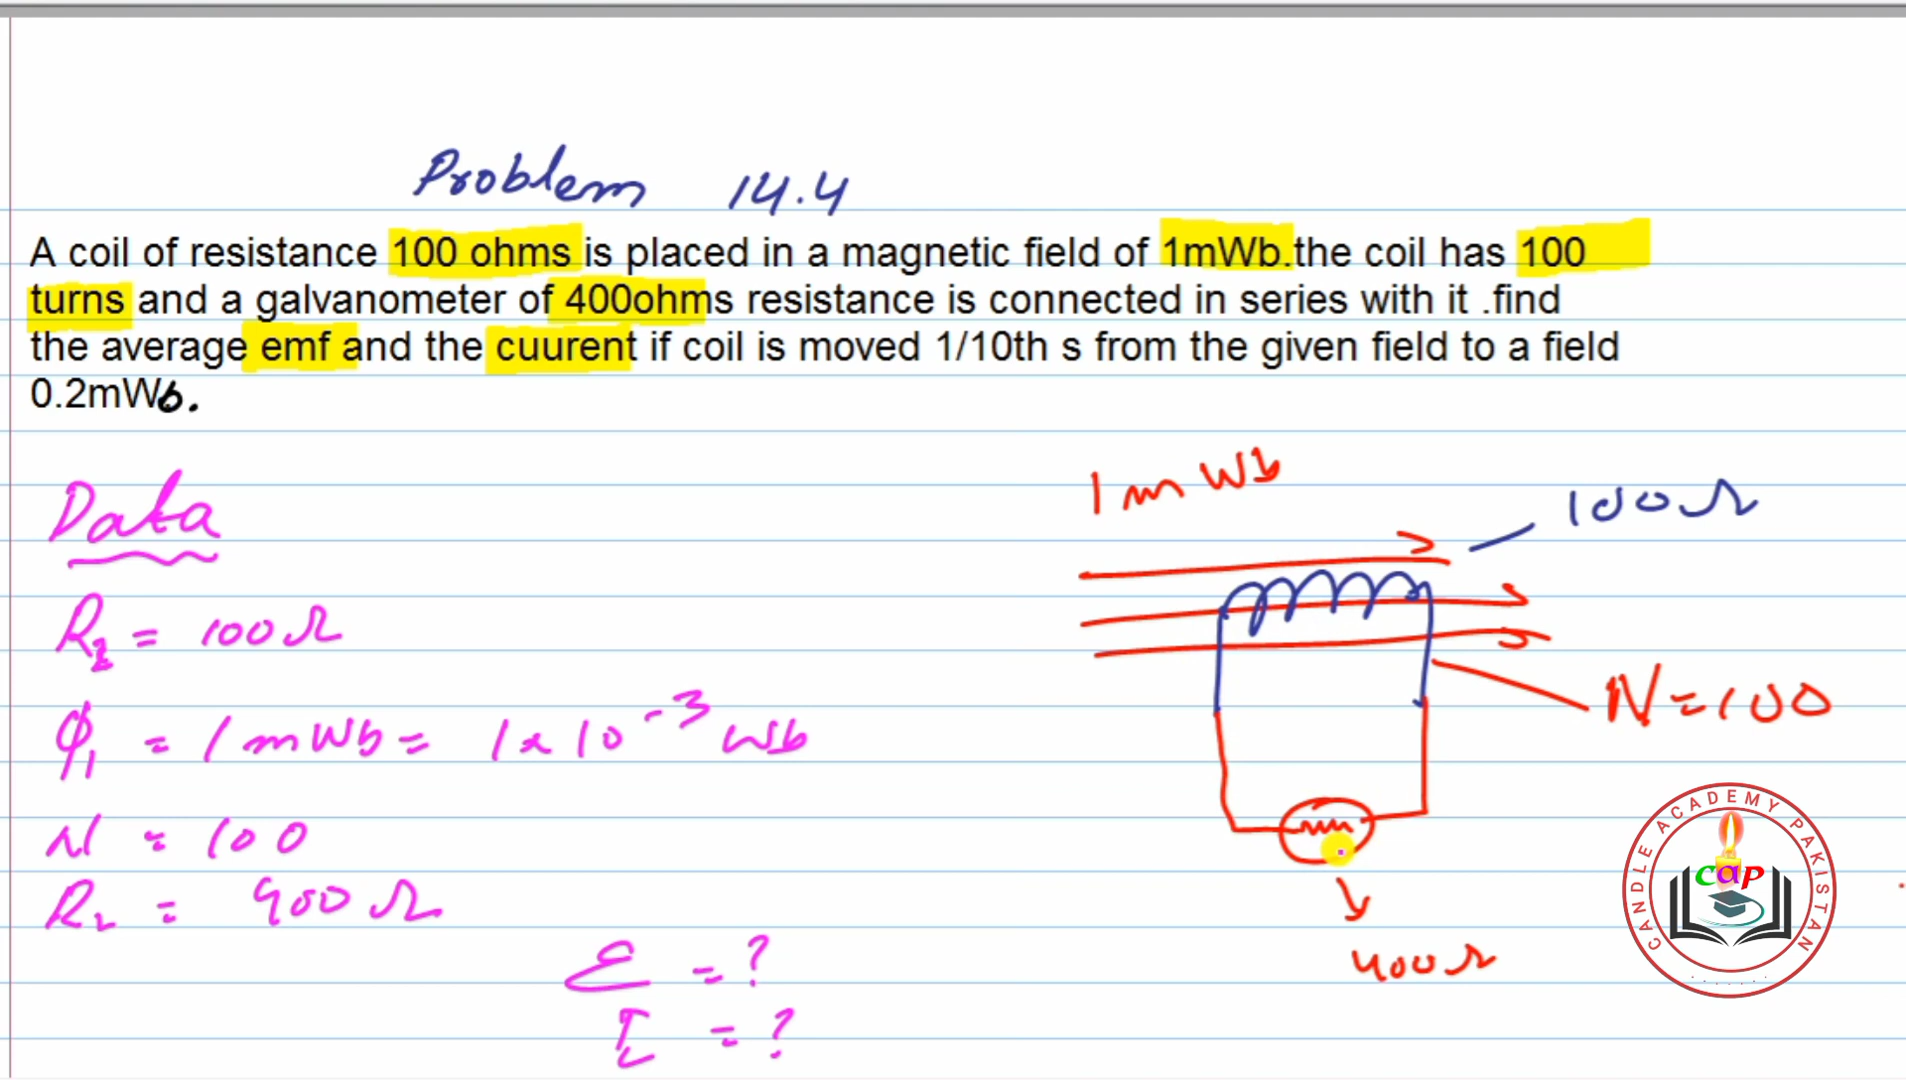 Problem 14.4
A coil of resistance 100 ohms is placed in a magnetic field of 1mWb.the coil has 100
turns and a galvanometer of 400ohms resistance is connected in series with it .find
the average emf and the cuurent if coil is moved 1/10th s from the given field to a field
0.2mWb.
1mWb
100Ω
Data
R₁ = 100Ω
Φ₁ = 1mWb = 1x10⁻³ Wb
N=100
N = 100
R₂ = 400Ω
400Ω
Ɛ = ?
I = ?
CANDLE ACADEMY PAKISTAN
cap